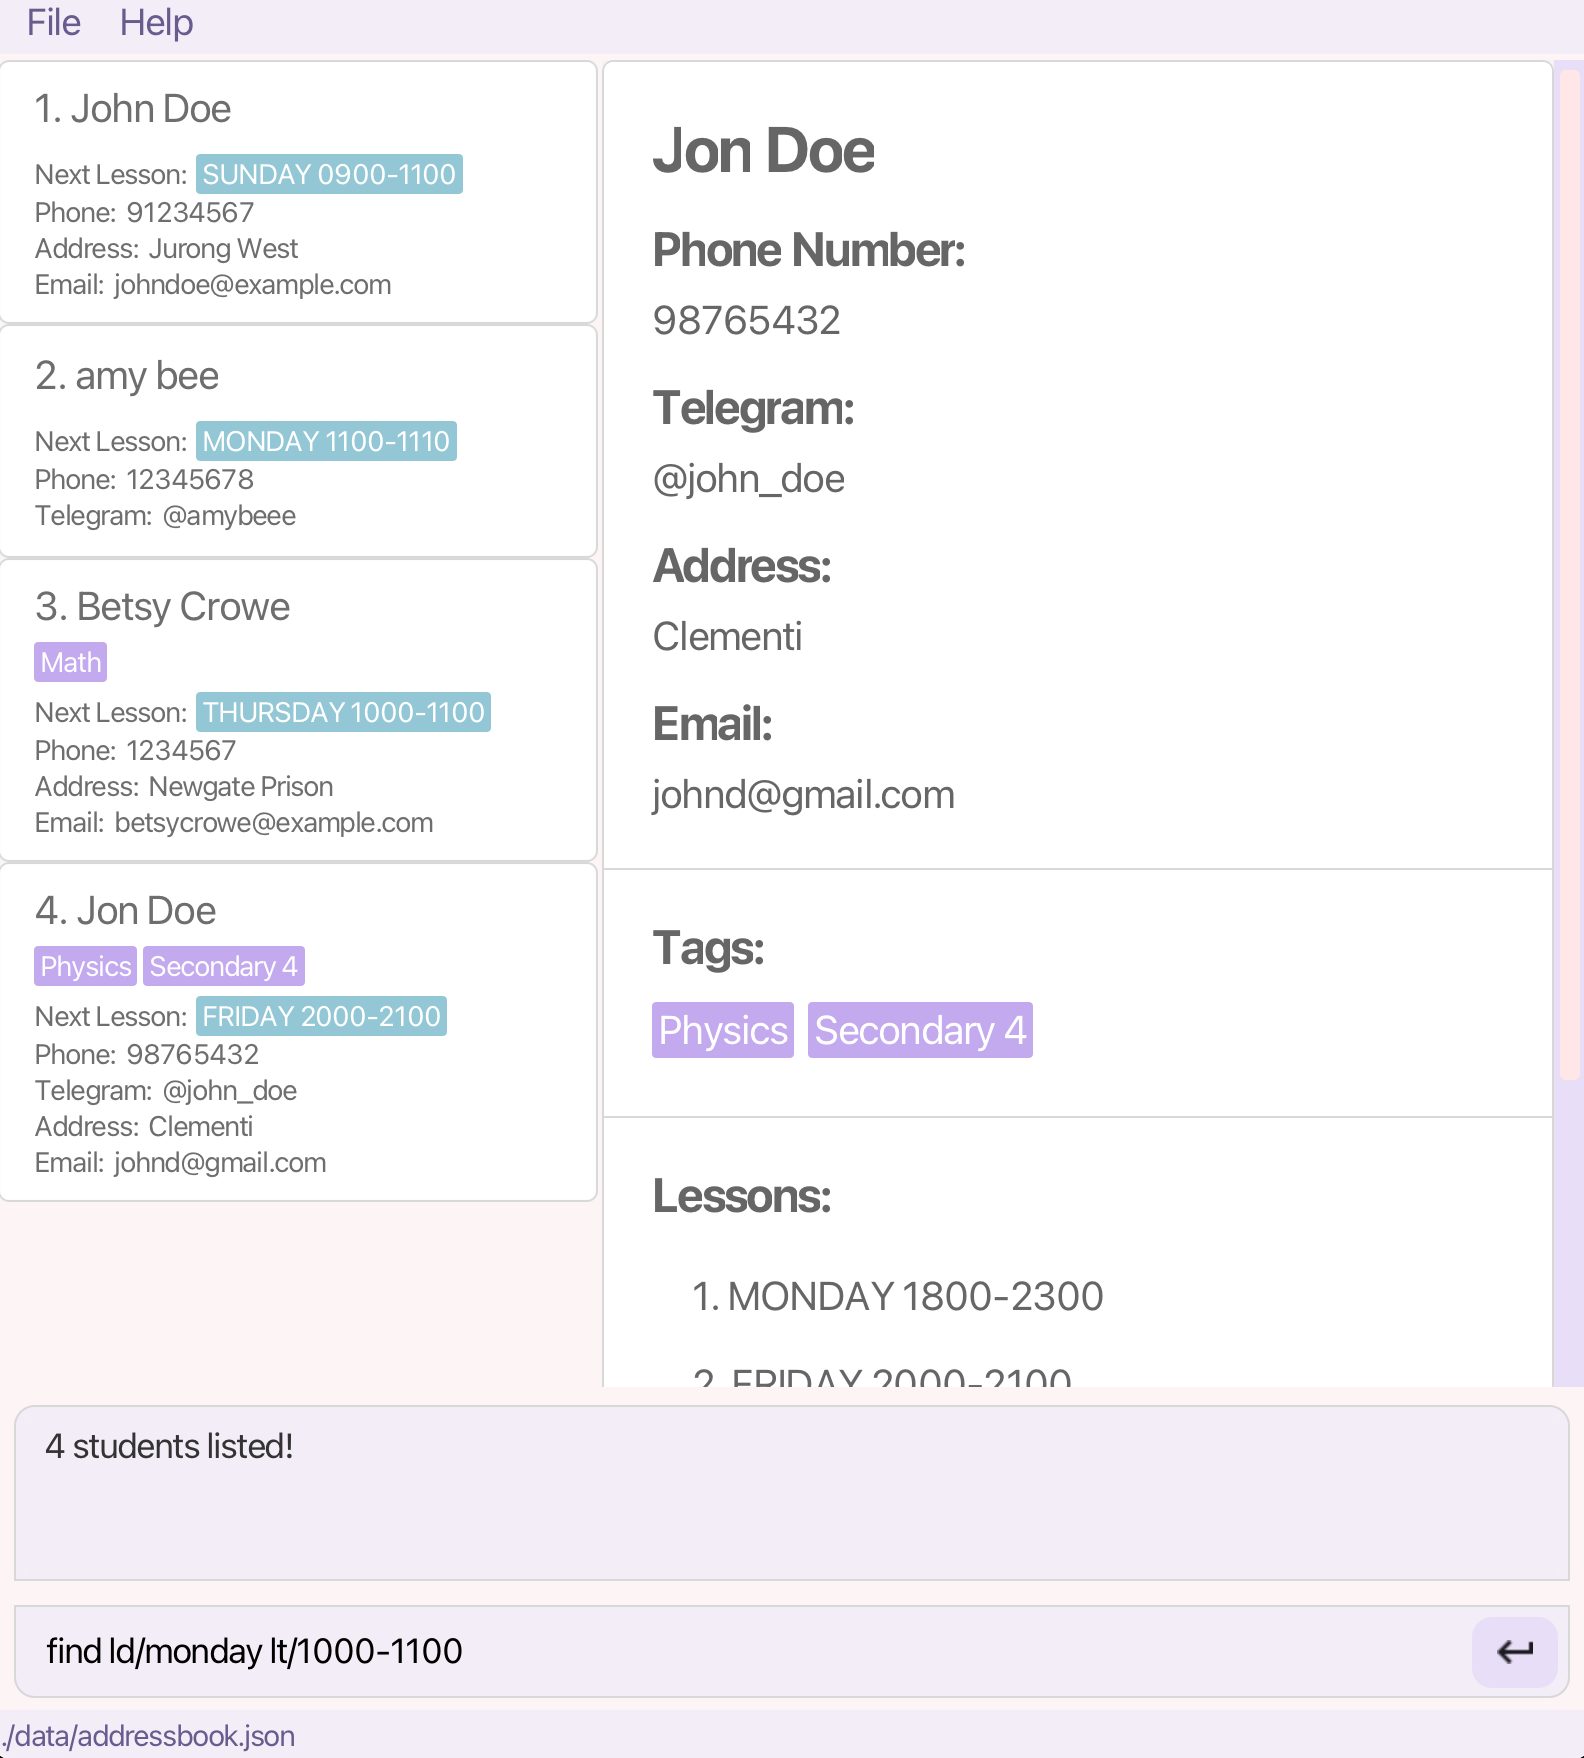 File Help
1. John Doe
Next Lesson: SUNDAY 0900-1100
Phone: 91234567
Address: Jurong West
Email: johndoe@example.com
2. amy bee
Next Lesson: MONDAY 1100-1110
Phone: 12345678
Telegram: @amybeee
3. Betsy Crowe
Math
Next Lesson: THURSDAY 1000-1100
Phone: 1234567
Address: Newgate Prison
Email: betsycrowe@example.com
4. Jon Doe
Physics Secondary 4
Next Lesson: FRIDAY 2000-2100
Phone: 98765432
Telegram: @john_doe
Address: Clementi
Email: johnd@gmail.com
Jon Doe
Phone Number:
98765432
Telegram:
@john_doe
Address:
Clementi
Email:
johnd@gmail.com
Tags:
Physics Secondary 4
Lessons:
1. MONDAY 1800-2300
2. FRIDAY 2000-2100
4 students listed!
find ld/monday lt/1000-1100
./data/addressbook.json